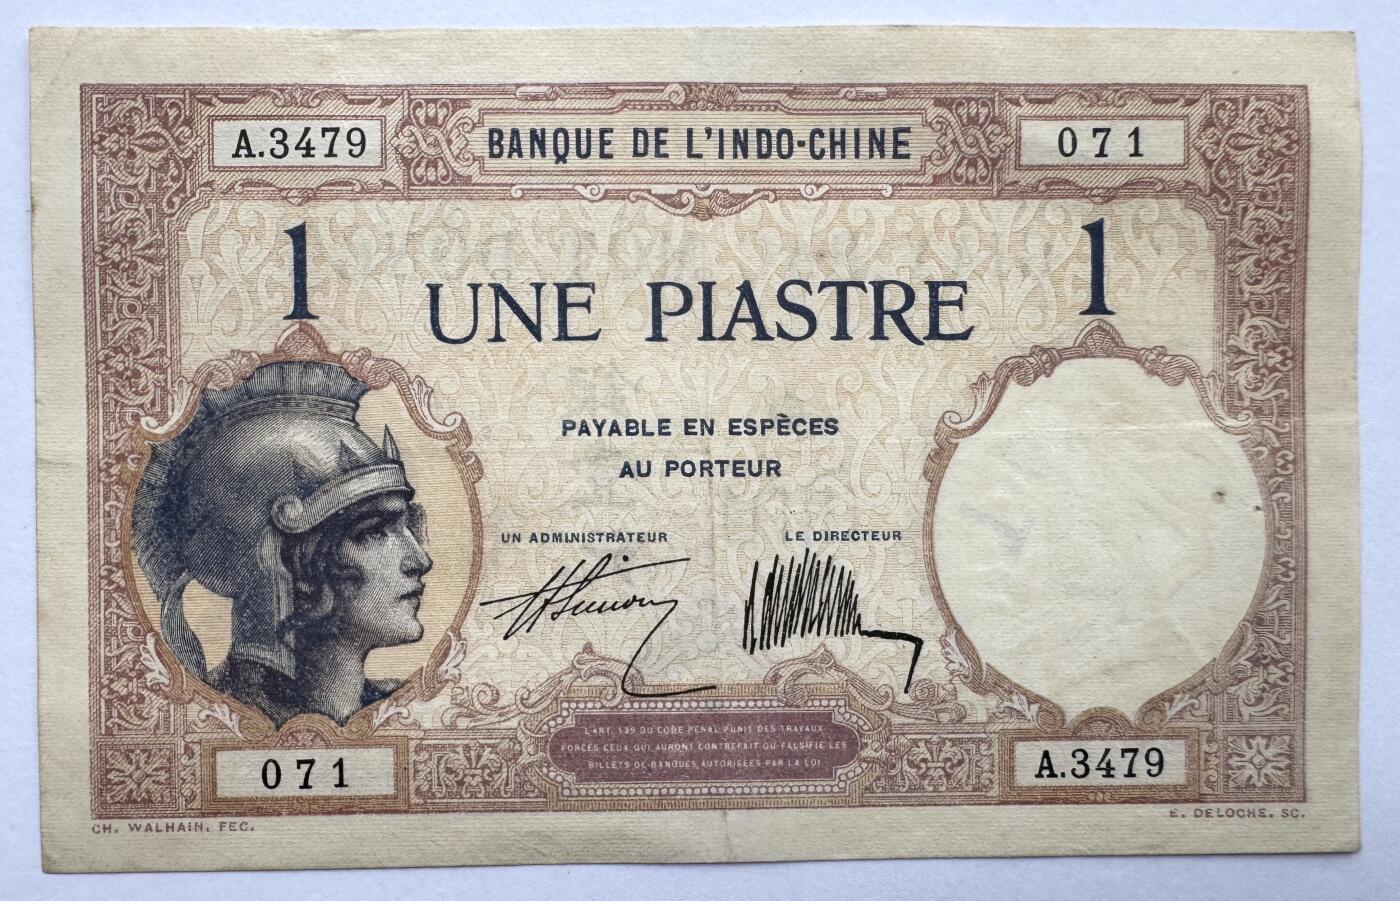 A.3479 BANQUE DE L'INDO-CHINE 071
1 1
UNE PIASTRE
PAYABLE EN ESPÈCES
AU PORTEUR
UN ADMINISTRATEUR LE DIRECTEUR
L'ART. 139 DU CODE PENAL PUNIT DES TRAVAUX
FORCÉS CEUX QUI AURONT CONTREFAIT OU FALSIFIÉ LES
BILLETS DE BANQUES AUTORISÉES PAR LA LOI
071 A.3479
CH. WALHAIN. FEC. E. DELOCHE. SC.